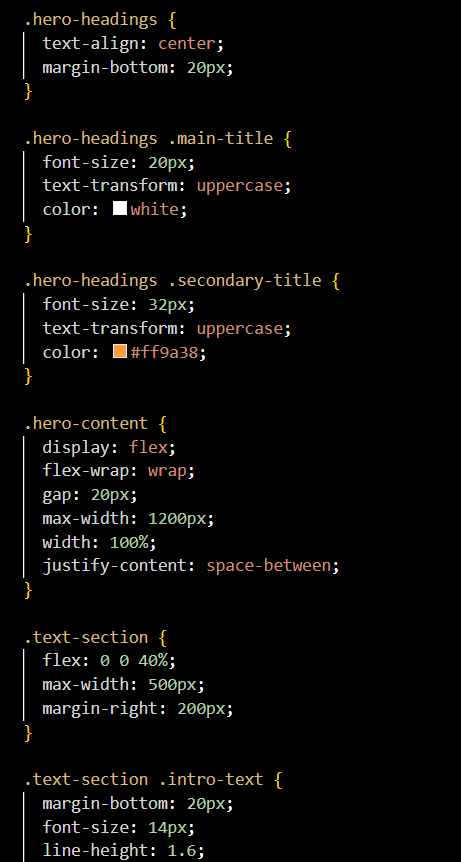 .hero-headings {
text-align: center;
margin-bottom: 20px;
}
.hero-headings .main-title {
font-size: 20px;
text-transform: uppercase;
color: white;
}
.hero-headings .secondary-title {
font-size: 32px;
text-transform: uppercase;
color: #ff9a38;
}
.hero-content {
display: flex;
flex-wrap: wrap;
gap: 20px;
max-width: 1200px;
width: 100%;
justify-content: space-between;
}
.text-section {
flex: 0 0 40%;
max-width: 500px;
margin-right: 200px;
}
.text-section .intro-text {
margin-bottom: 20px;
font-size: 14px;
line-height: 1.6;